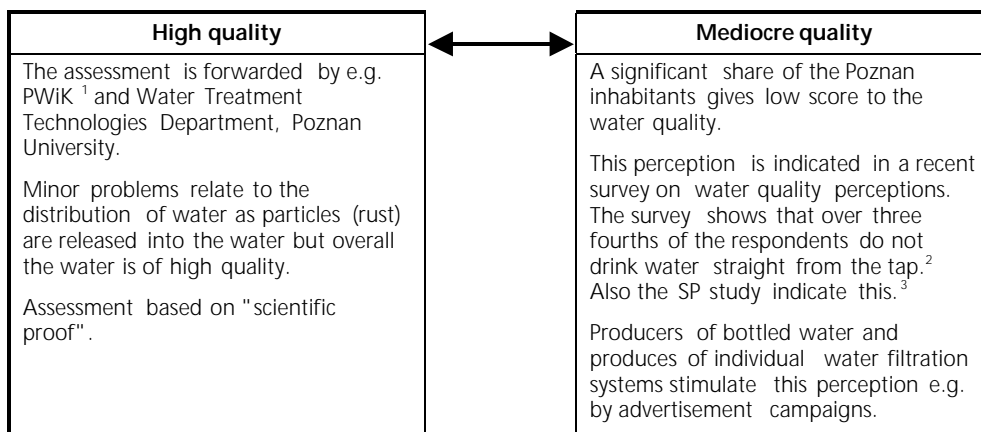 High quality
The assessment is forwarded by e.g.
PWiK ¹ and Water Treatment
Technologies Department, Poznan
University.
Minor problems relate to the
distribution of water as particles (rust)
are released into the water but overall
the water is of high quality.
Assessment based on "scientific
proof".
Mediocre quality
A significant share of the Poznan
inhabitants gives low score to the
water quality.
This perception is indicated in a recent
survey on water quality perceptions.
The survey shows that over three
fourths of the respondents do not
drink water straight from the tap.²
Also the SP study indicate this.³
Producers of bottled water and
produces of individual water filtration
systems stimulate this perception e.g.
by advertisement campaigns.